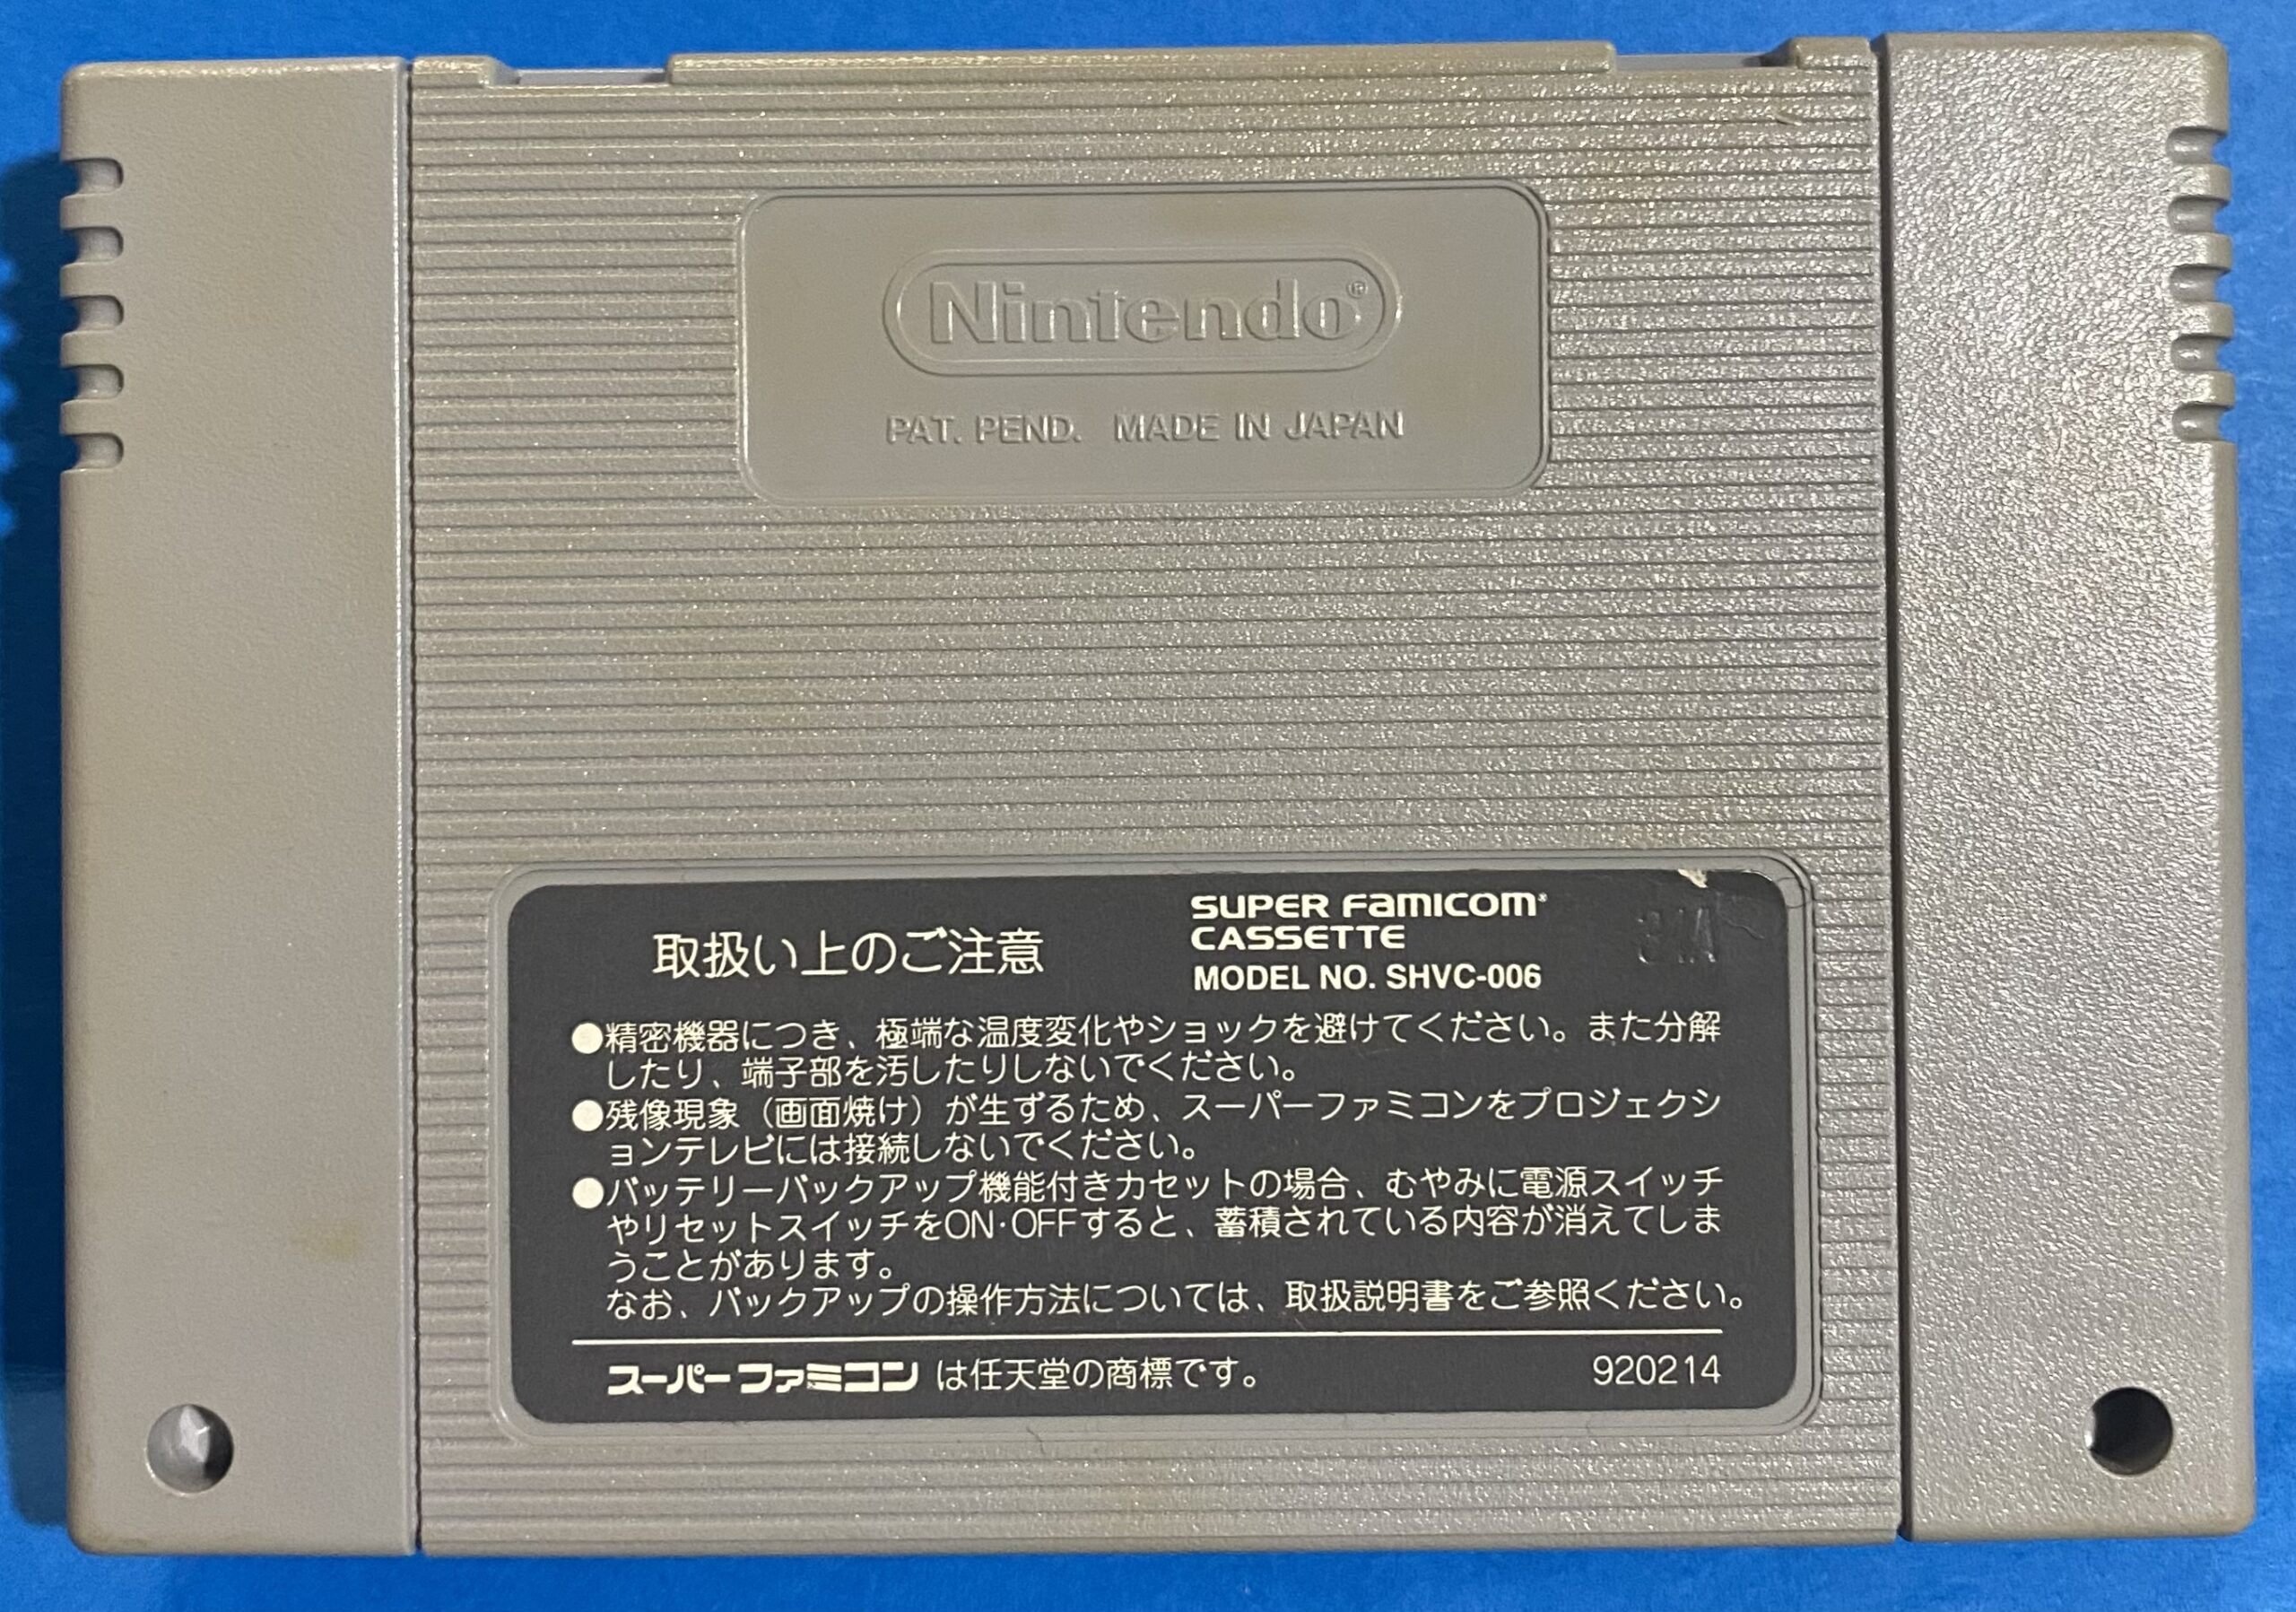 Nintendo®
PAT. PEND. MADE IN JAPAN
取扱い上のご注意
SUPER FAMICOM
CASSETTE
MODEL NO. SHVC-006
●精密機器につき、極端な温度変化やショックを避けてください。また分解
したり、端子部を汚したりしないでください。
●残像現象（画面焼け）が生ずるため、スーパーファミコンをプロジェクシ
ョンテレビには接続しないでください。
●バッテリーバックアップ機能付きカセットの場合、むやみに電源スイッチ
やリセットスイッチをON·OFFすると、蓄積されている内容が消えてしま
うことがあります。
なお、バックアップの操作方法については、取扱説明書をご参照ください。
スーパーファミコン は任天堂の商標です。
920214